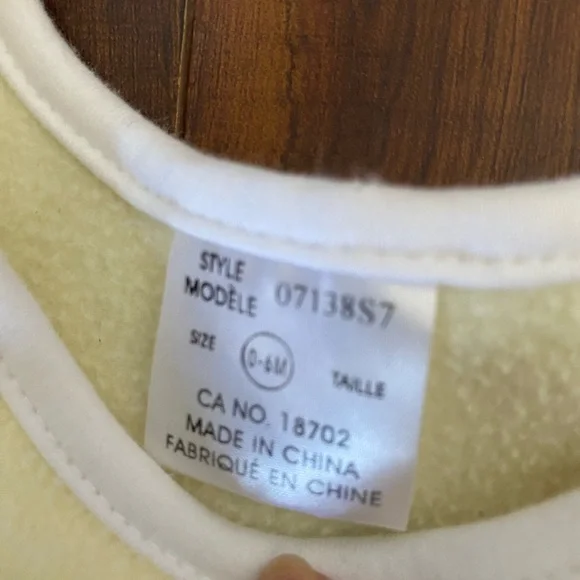 STYLE
MODÈLE 07138S7
SIZE 0-6M TAILLE
CA NO. 18702
MADE IN CHINA
FABRIQUÉ EN CHINE